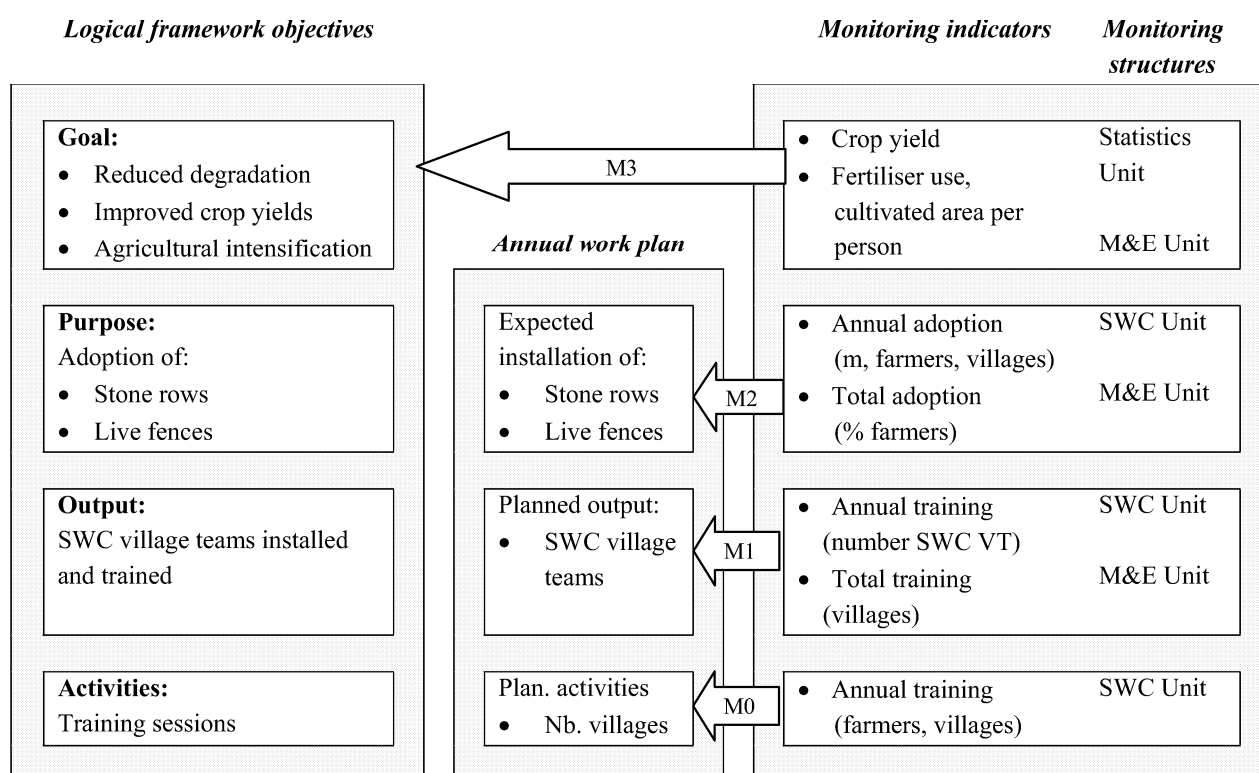 Logical framework objectives
Monitoring indicators
Monitoring
structures
Goal:
• Reduced degradation
• Improved crop yields
• Agricultural intensification
M3
• Crop yield
• Fertiliser use,
cultivated area per
person
Statistics
Unit
M&E Unit
Annual work plan
Purpose:
Adoption of:
• Stone rows
• Live fences
Expected
installation of:
• Stone rows
• Live fences
M2
• Annual adoption
(m, farmers, villages)
• Total adoption
(% farmers)
SWC Unit
M&E Unit
Output:
SWC village teams installed
and trained
Planned output:
• SWC village
teams
M1
• Annual training
(number SWC VT)
• Total training
(villages)
SWC Unit
M&E Unit
Activities:
Training sessions
Plan. activities
• Nb. villages
M0
• Annual training
(farmers, villages)
SWC Unit